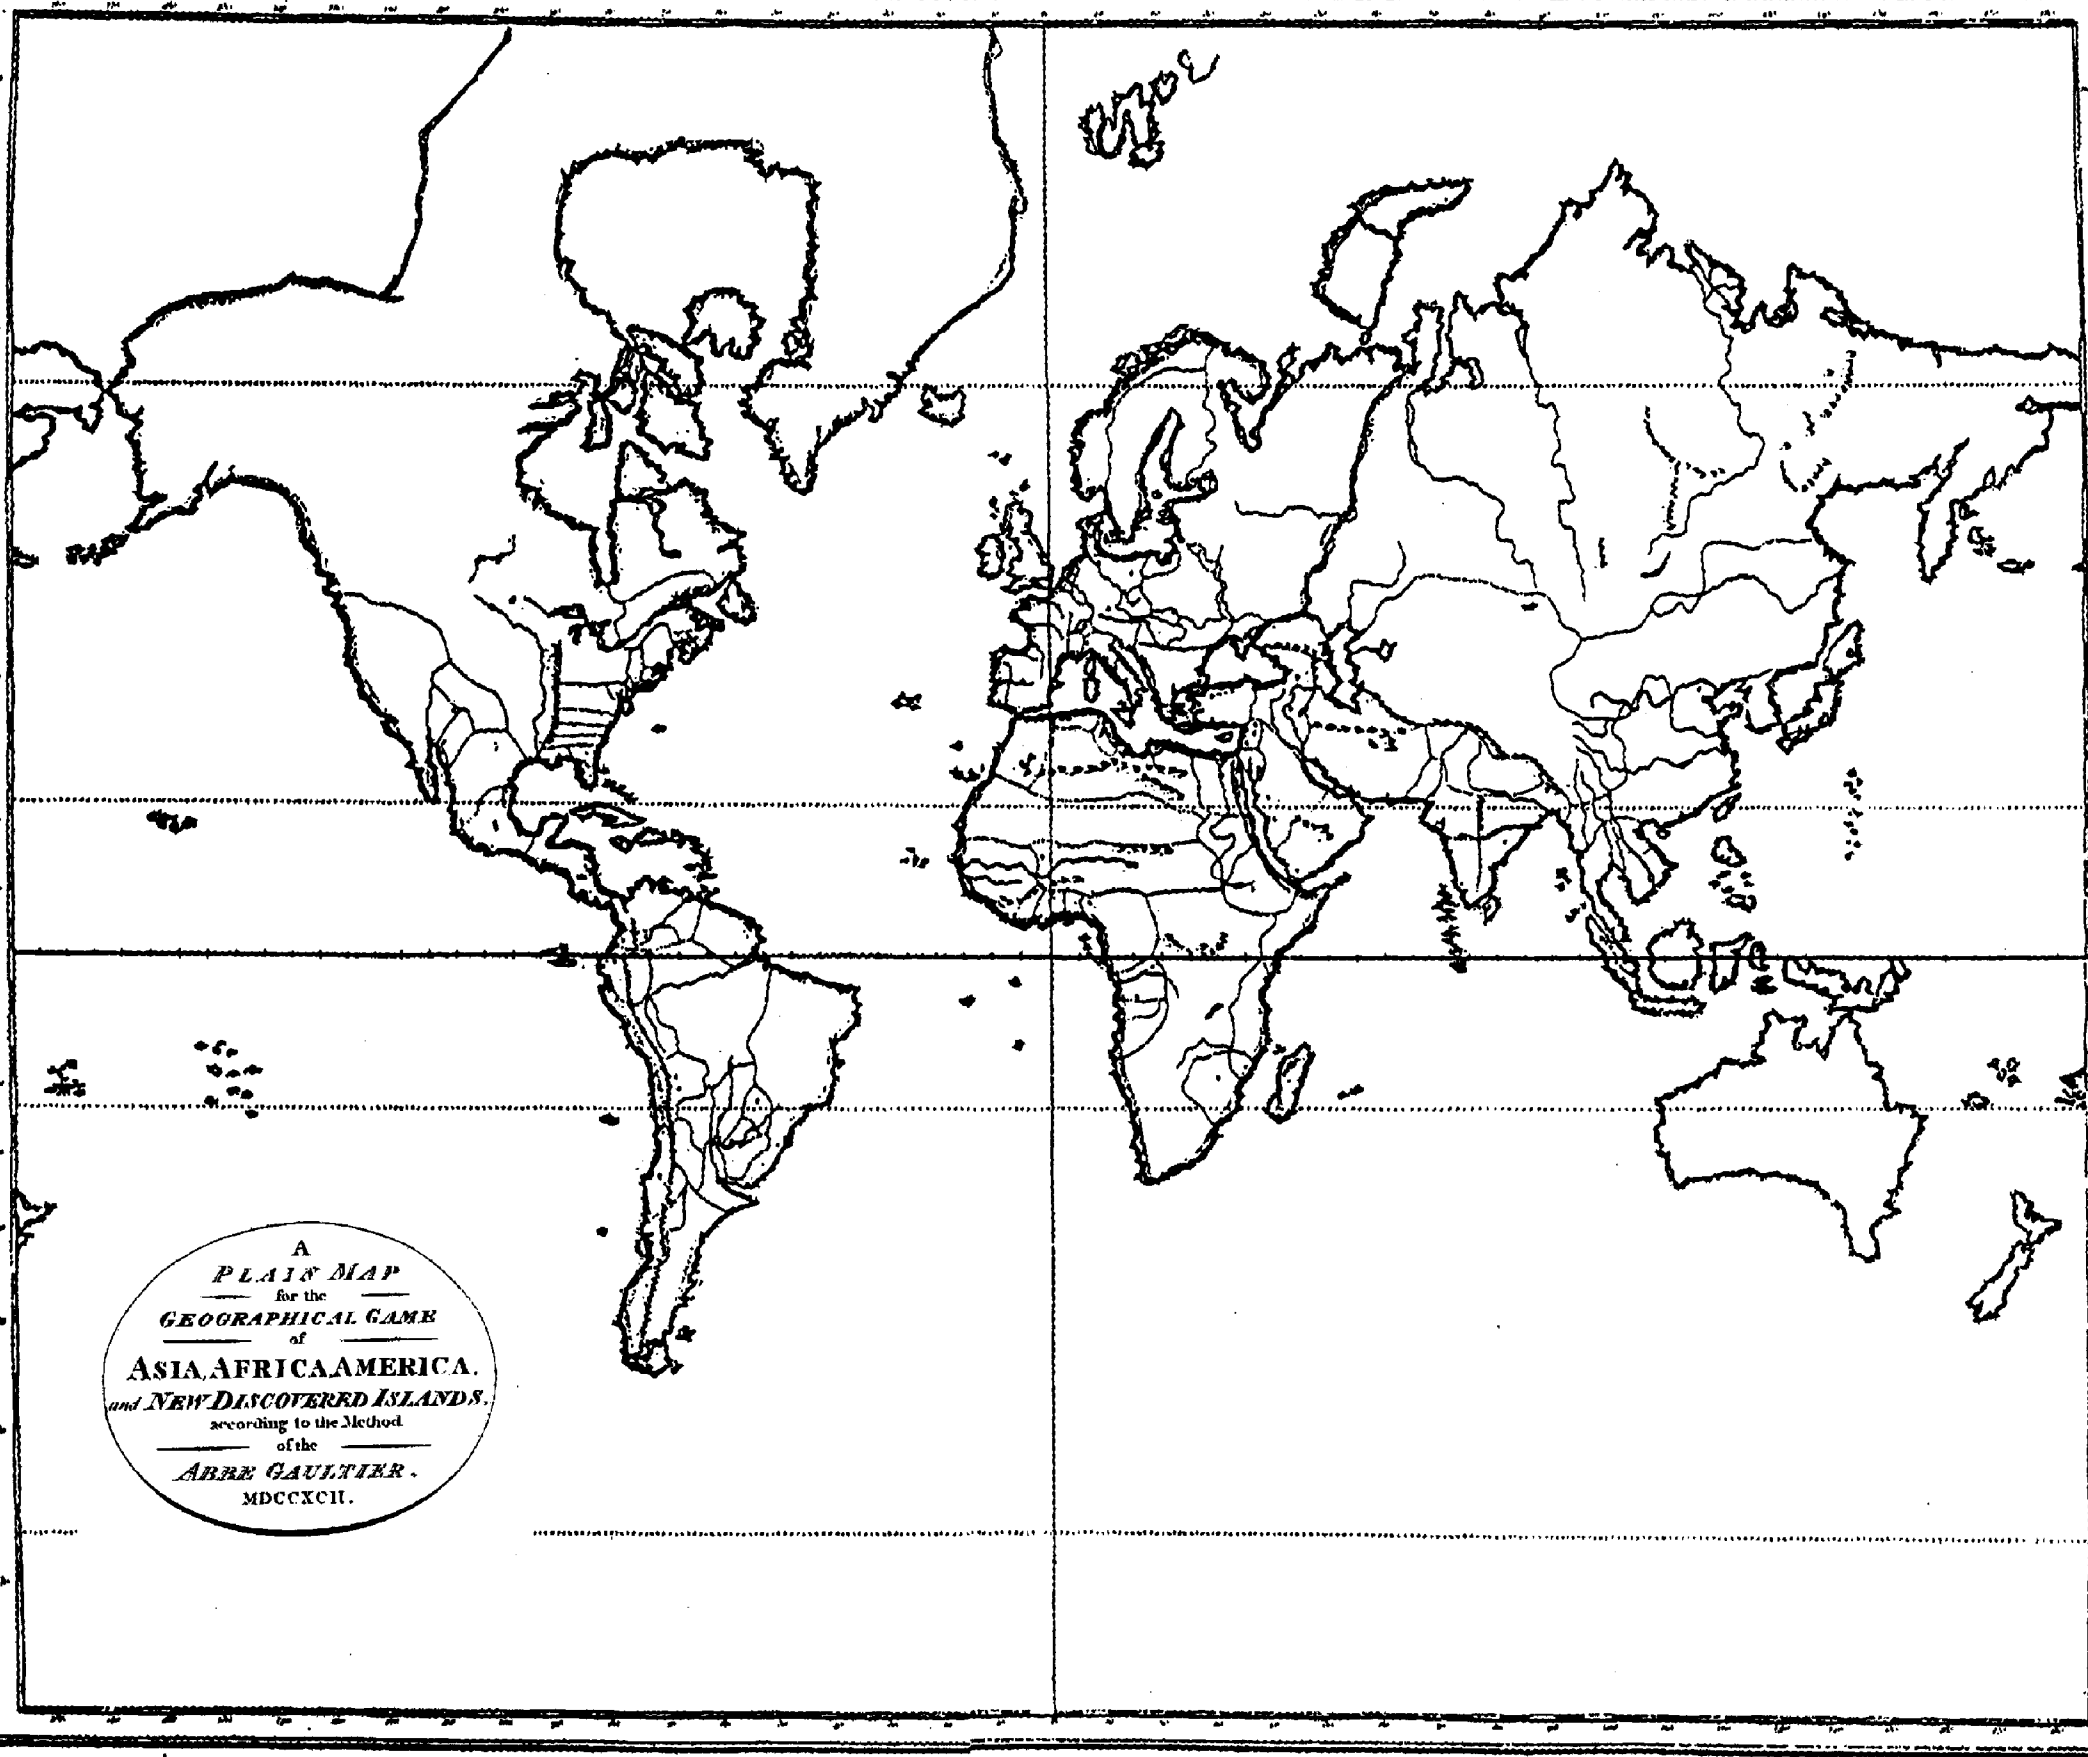 A
PLAIN MAP
for the
GEOGRAPHICAL GAME
of
ASIA, AFRICA, AMERICA.
and NEW DISCOVERED ISLANDS,
according to the Method
of the
ABBE GAULTIER.
MDCCXCII.